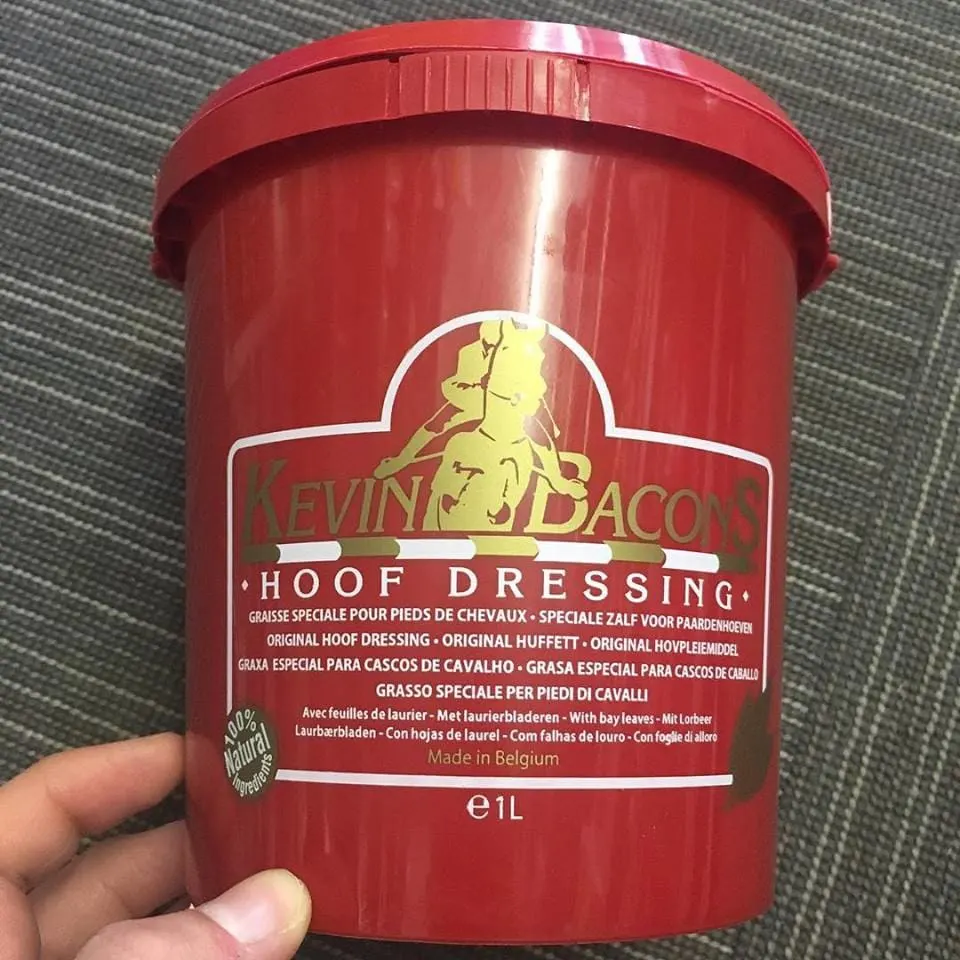 KEVIN BACONS
• HOOF DRESSING •
GRAISSE SPECIALE POUR PIEDS DE CHEVAUX • SPECIALE ZALF VOOR PAARDENHOEVEN
ORIGINAL HOOF DRESSING • ORIGINAL HUFFETT • ORIGINAL HOVPLEIEMIDDEL
GRAXA ESPECIAL PARA CASCOS DE CAVALHO • GRASA ESPECIAL PARA CASCOS DE CABALLO
GRASSO SPECIALE PER PIEDI DI CAVALLI
Avec feuilles de laurier - Met laurierbladeren - With bay leaves - Mit Lorbeer
Laurbærbladen - Con hojas de laurel - Com falhas de louro - Con foglie di alloro
Made in Belgium
100%
Natural
Ingredients
℮1L